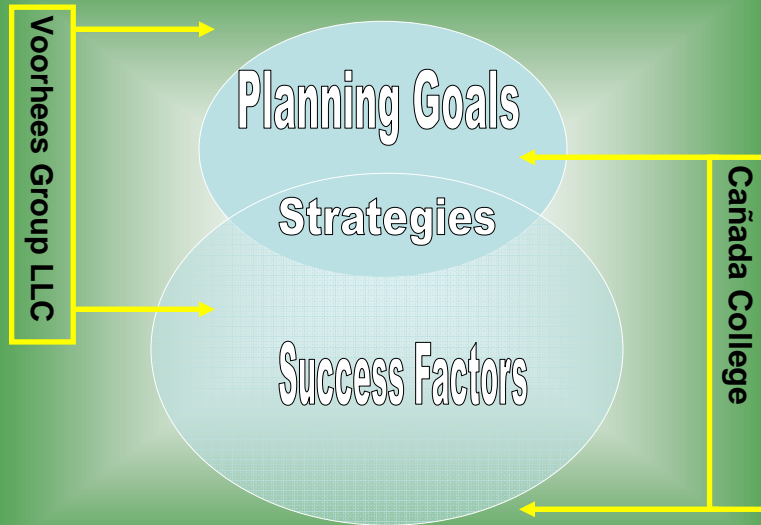 Voorhees Group LLC
Planning Goals
Strategies
Success Factors
Cañada College